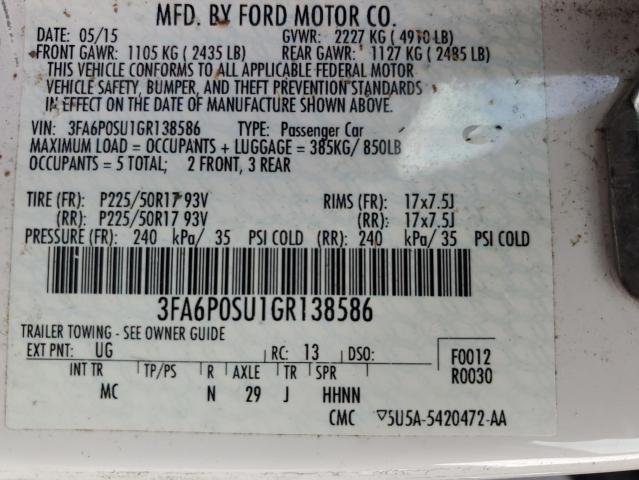 MFD. BY FORD MOTOR CO.
DATE: 05/15 GVWR: 2227 KG ( 4910 LB)
FRONT GAWR: 1105 KG ( 2435 LB) REAR GAWR: 1127 KG ( 2485 LB)
THIS VEHICLE CONFORMS TO ALL APPLICABLE FEDERAL MOTOR
VEHICLE SAFETY, BUMPER, AND THEFT PREVENTION STANDARDS
IN EFFECT ON THE DATE OF MANUFACTURE SHOWN ABOVE.
VIN: 3FA6P0SU1GR138586 TYPE: Passenger Car
MAXIMUM LOAD = OCCUPANTS + LUGGAGE = 385KG/ 850LB
OCCUPANTS = 5 TOTAL; 2 FRONT, 3 REAR
TIRE (FR): P225/50R17 93V RIMS (FR): 17x7.5J
(RR): P225/50R17 93V (RR): 17x7.5J
PRESSURE (FR): 240 kPa/ 35 PSI COLD (RR): 240 kPa/ 35 PSI COLD
3FA6P0SU1GR138586
TRAILER TOWING - SEE OWNER GUIDE
EXT PNT: UG RC: 13 DSO: F0012
INT TR TP/PS R AXLE TR SPR R0030
MC N 29 J HHNN
CMC ▽5U5A-5420472-AA